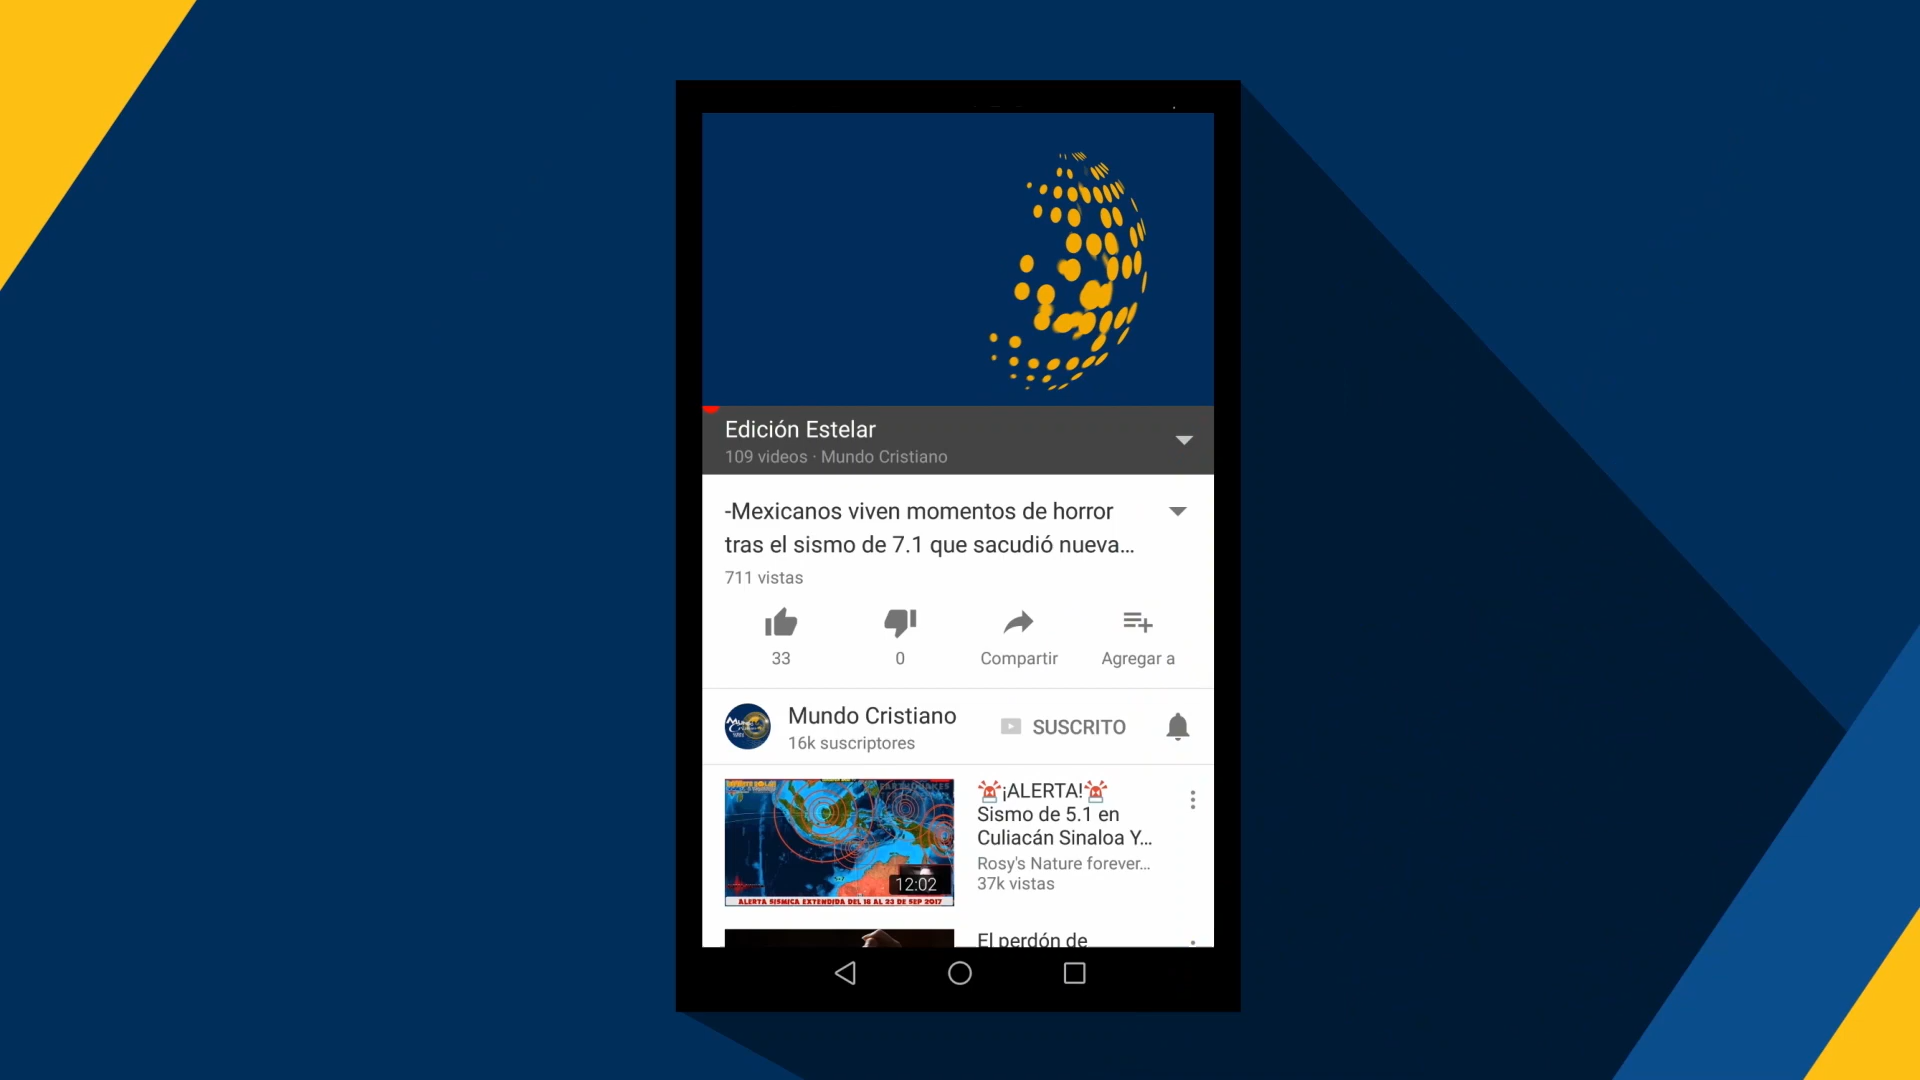 Edición Estelar
109 videos · Mundo Cristiano
-Mexicanos viven momentos de horror
tras el sismo de 7.1 que sacudió nueva...
711 vistas
33
0
Compartir
Agregar a
Mundo Cristiano
16k suscriptores
SUSCRITO
🚨¡ALERTA!🚨
Sismo de 5.1 en
Culiacán Sinaloa Y...
Rosy's Nature forever...
37k vistas
12:02
ALERTA SISMICA EXTENDIDA DEL 18 AL 23 DE SEP 2017
El perdón de